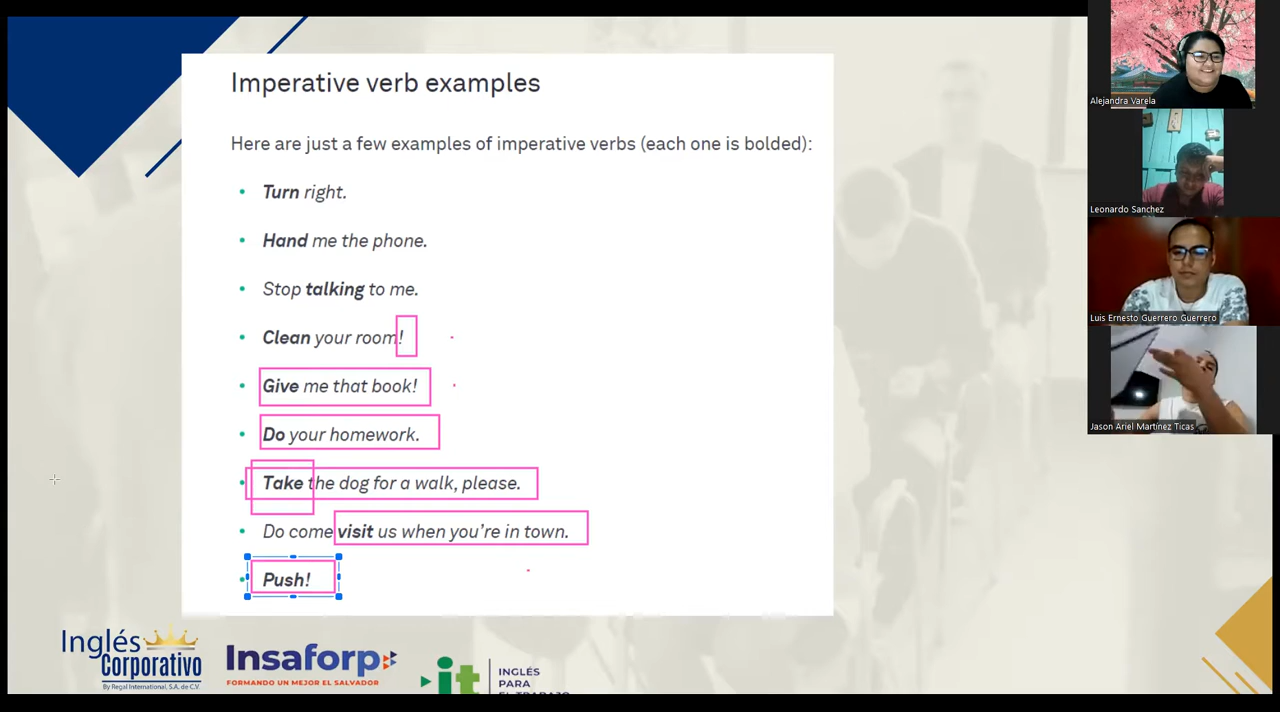 Imperative verb examples
Here are just a few examples of imperative verbs (each one is bolded):
• Turn right.
• Hand me the phone.
• Stop talking to me.
• Clean your room!
• Give me that book!
• Do your homework.
• Take the dog for a walk, please.
• Do come visit us when you're in town.
• Push!
Inglés
Corporativo
By Regal International, S.A. de C.V.
Insaforp
FORMANDO UN MEJOR EL SALVADOR
it
INGLÉS
PARA
EL TRABAJO
Alejandra Varela
Leonardo Sanchez
Luis Ernesto Guerrero Guerrero
Jason Ariel Martínez Ticas